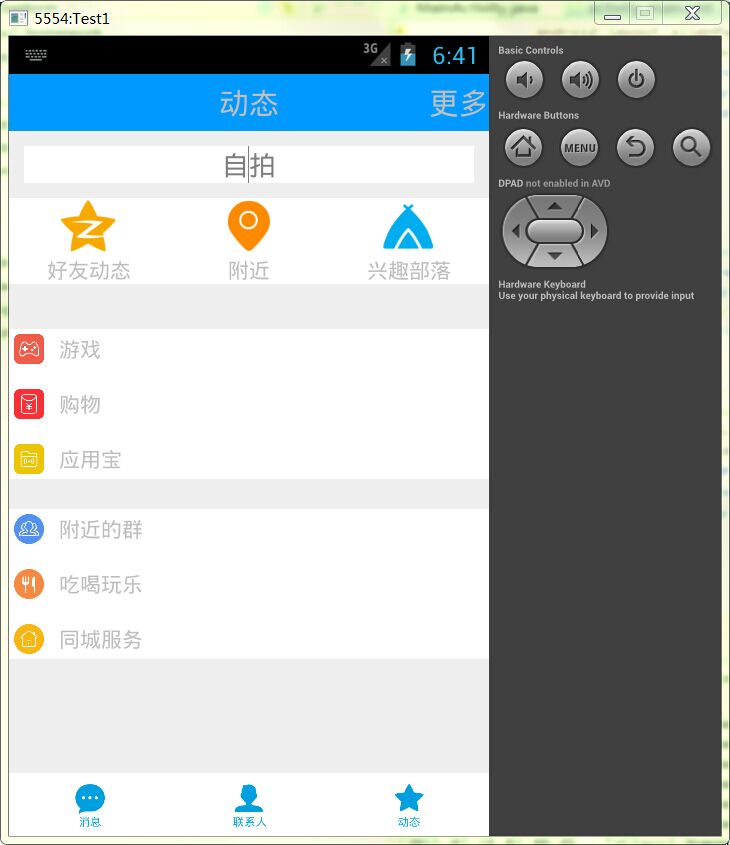 5554:Test1
3G 6:41
动态 更多
自拍
好友动态 附近 兴趣部落
游戏
购物
应用宝
附近的群
吃喝玩乐
同城服务
消息 联系人 动态
Basic Controls
Hardware Buttons
MENU
DPAD not enabled in AVD
Hardware Keyboard
Use your physical keyboard to provide input